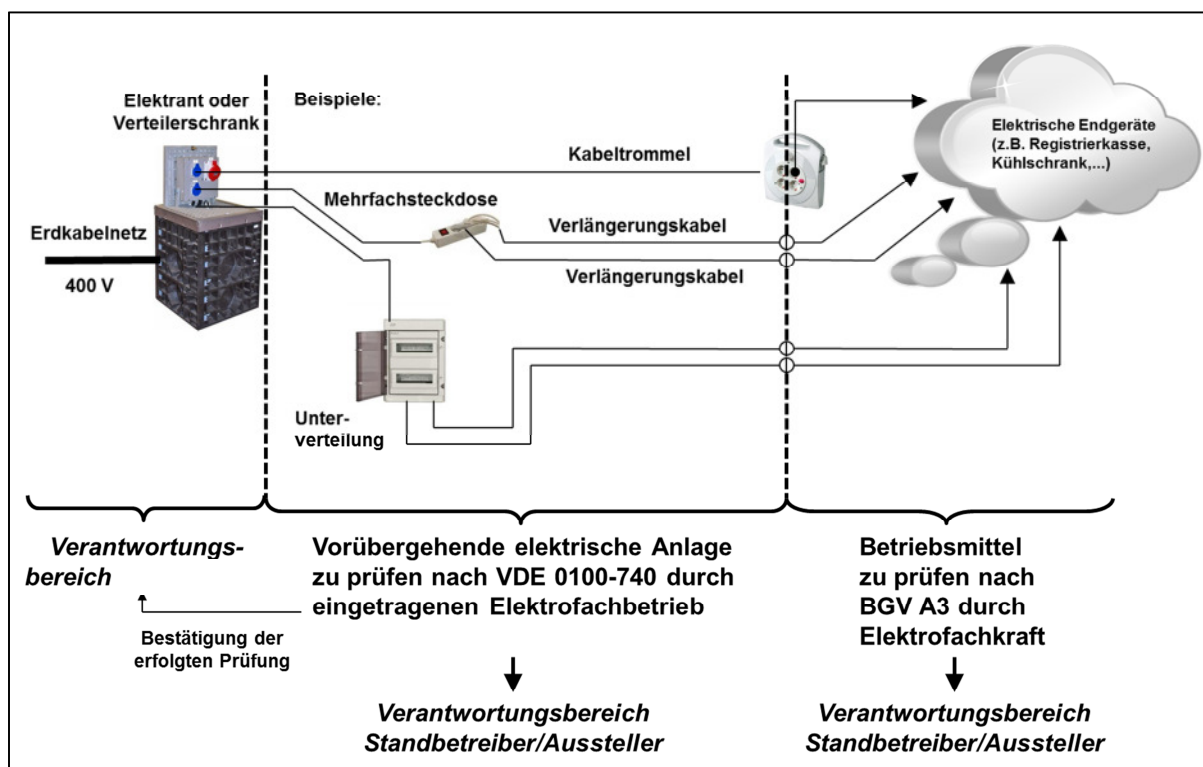 Elektrant oder
Verteilerschrank
Beispiele:
Kabeltrommel
Elektrische Endgeräte
(z.B. Registrierkasse,
Kühlschrank,...)
Mehrfachsteckdose
Erdkabelnetz
400 V
Verlängerungskabel
Verlängerungskabel
Unter-
verteilung
Verantwortungs-
bereich
Vorübergehende elektrische Anlage
zu prüfen nach VDE 0100-740 durch
eingetragenen Elektrofachbetrieb
Betriebsmittel
zu prüfen nach
BGV A3 durch
Elektrofachkraft
Bestätigung der
erfolgten Prüfung
Verantwortungsbereich
Standbetreiber/Aussteller
Verantwortungsbereich
Standbetreiber/Aussteller